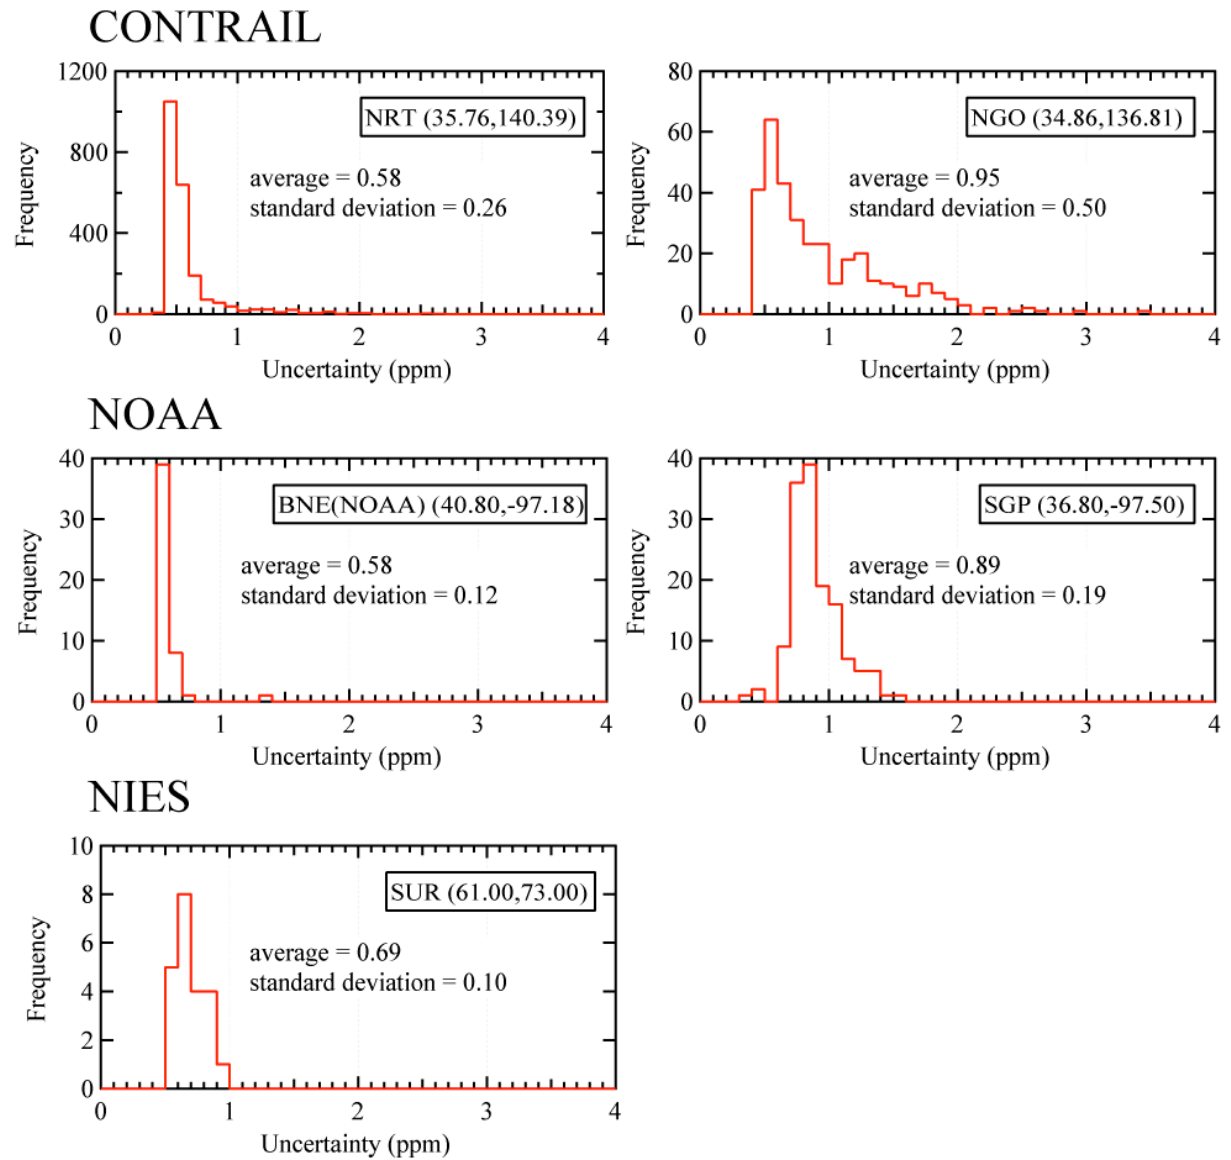 CONTRAIL
1200
800
400
0
0 1 2 3 4
Frequency
Uncertainty (ppm)
NRT (35.76,140.39)
average = 0.58
standard deviation = 0.26
80
60
40
20
0
0 1 2 3 4
Frequency
Uncertainty (ppm)
NGO (34.86,136.81)
average = 0.95
standard deviation = 0.50
NOAA
40
30
20
10
0
0 1 2 3 4
Frequency
Uncertainty (ppm)
BNE(NOAA) (40.80,-97.18)
average = 0.58
standard deviation = 0.12
40
30
20
10
0
0 1 2 3 4
Frequency
Uncertainty (ppm)
SGP (36.80,-97.50)
average = 0.89
standard deviation = 0.19
NIES
10
8
6
4
2
0
0 1 2 3 4
Frequency
Uncertainty (ppm)
SUR (61.00,73.00)
average = 0.69
standard deviation = 0.10